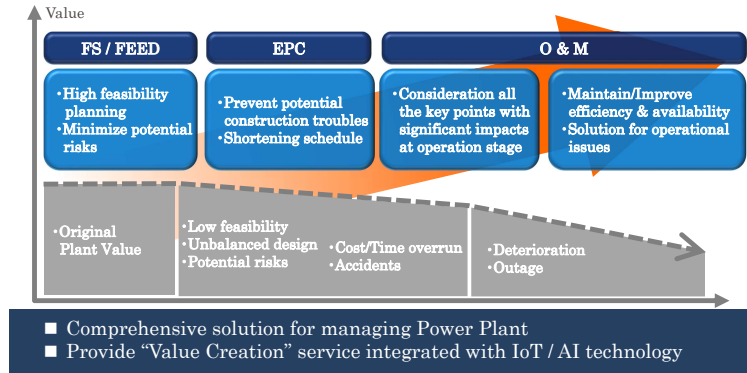 Value
FS / FEED
EPC
O & M
・High feasibility
planning
・Minimize potential
risks
・Prevent potential
construction troubles
・Shortening schedule
・Consideration all
the key points with
significant impacts
at operation stage
・Maintain/Improve
efficiency & availability
・Solution for operational
issues
・Original
Plant Value
・Low feasibility
・Unbalanced design
・Potential risks
・Cost/Time overrun
・Accidents
・Deterioration
・Outage
■ Comprehensive solution for managing Power Plant
■ Provide “Value Creation” service integrated with IoT / AI technology